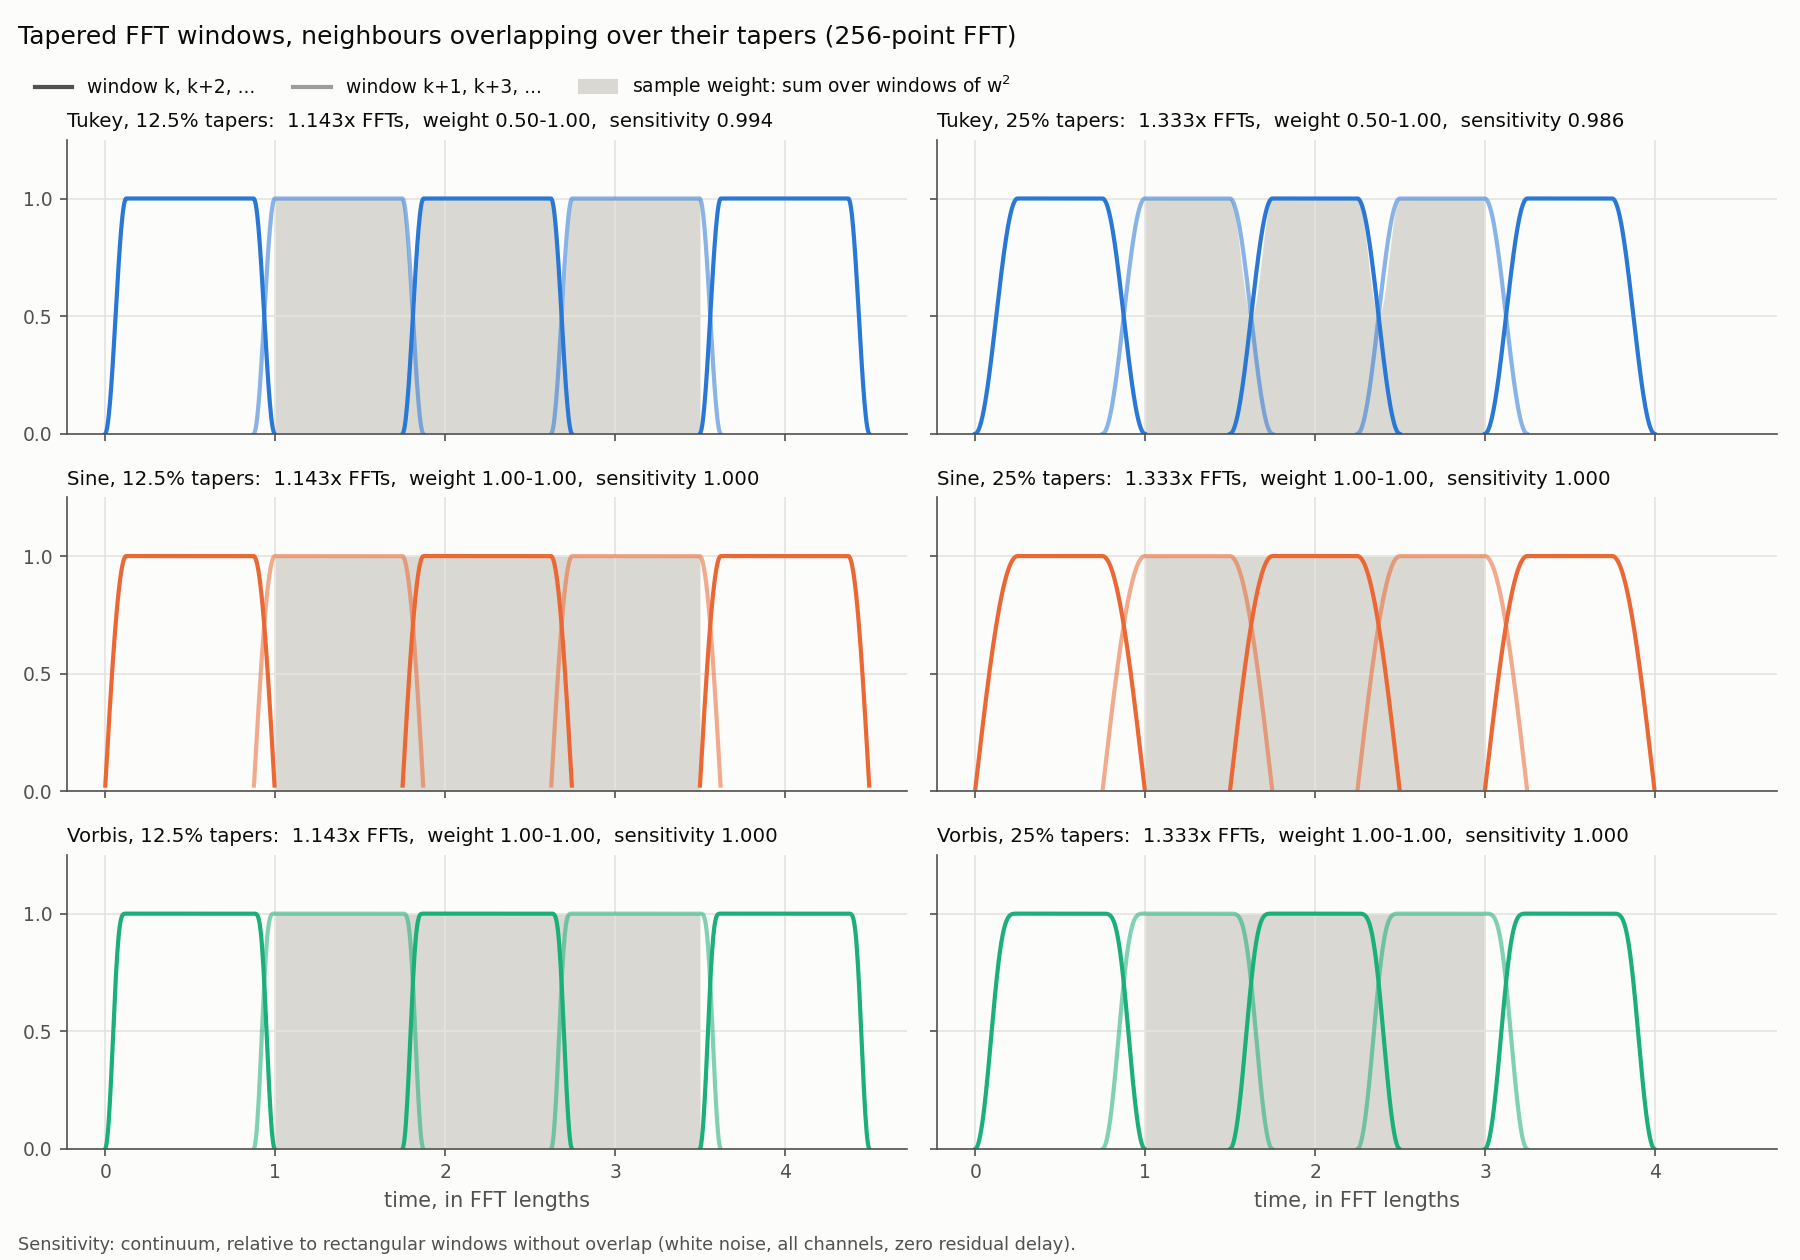 Tapered FFT windows, neighbours overlapping over their tapers (256-point FFT)
window k, k+2, ...
window k+1, k+3, ...
sample weight: sum over windows of w²
Tukey, 12.5% tapers:  1.143x FFTs,  weight 0.50-1.00,  sensitivity 0.994
1.0
0.5
0.0
Tukey, 25% tapers:  1.333x FFTs,  weight 0.50-1.00,  sensitivity 0.986
Sine, 12.5% tapers:  1.143x FFTs,  weight 1.00-1.00,  sensitivity 1.000
1.0
0.5
0.0
Sine, 25% tapers:  1.333x FFTs,  weight 1.00-1.00,  sensitivity 1.000
Vorbis, 12.5% tapers:  1.143x FFTs,  weight 1.00-1.00,  sensitivity 1.000
1.0
0.5
0.0
0 1 2 3 4
time, in FFT lengths
Vorbis, 25% tapers:  1.333x FFTs,  weight 1.00-1.00,  sensitivity 1.000
0 1 2 3 4
time, in FFT lengths
Sensitivity: continuum, relative to rectangular windows without overlap (white noise, all channels, zero residual delay).